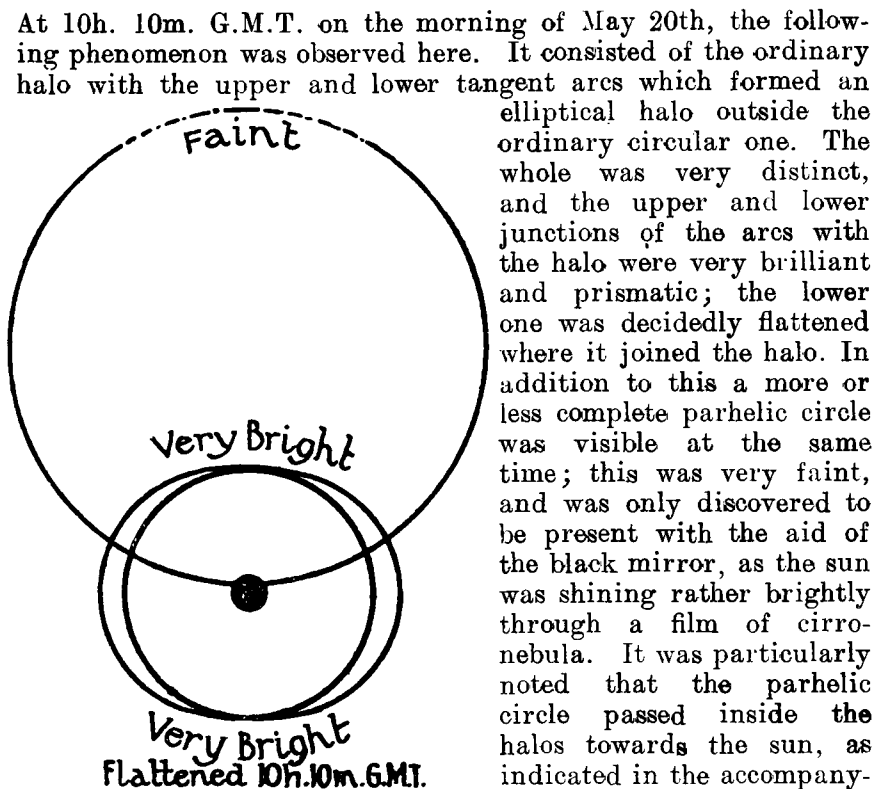 At 10h. 10m. G.M.T. on the morning of May 20th, the follow-
ing phenomenon was observed here. It consisted of the ordinary
halo with the upper and lower tangent arcs which formed an
elliptical halo outside the
ordinary circular one. The
whole was very distinct,
and the upper and lower
junctions of the arcs with
the halo were very brilliant
and prismatic; the lower
one was decidedly flattened
where it joined the halo. In
addition to this a more or
less complete parhelic circle
was visible at the same
time; this was very faint,
and was only discovered to
be present with the aid of
the black mirror, as the sun
was shining rather brightly
through a film of cirro-
nebula. It was particularly
noted that the parhelic
circle passed inside the
halos towards the sun, as
indicated in the accompany-
Faint
Very Bright
Very Bright
Flattened 10h.10m.G.M.T.